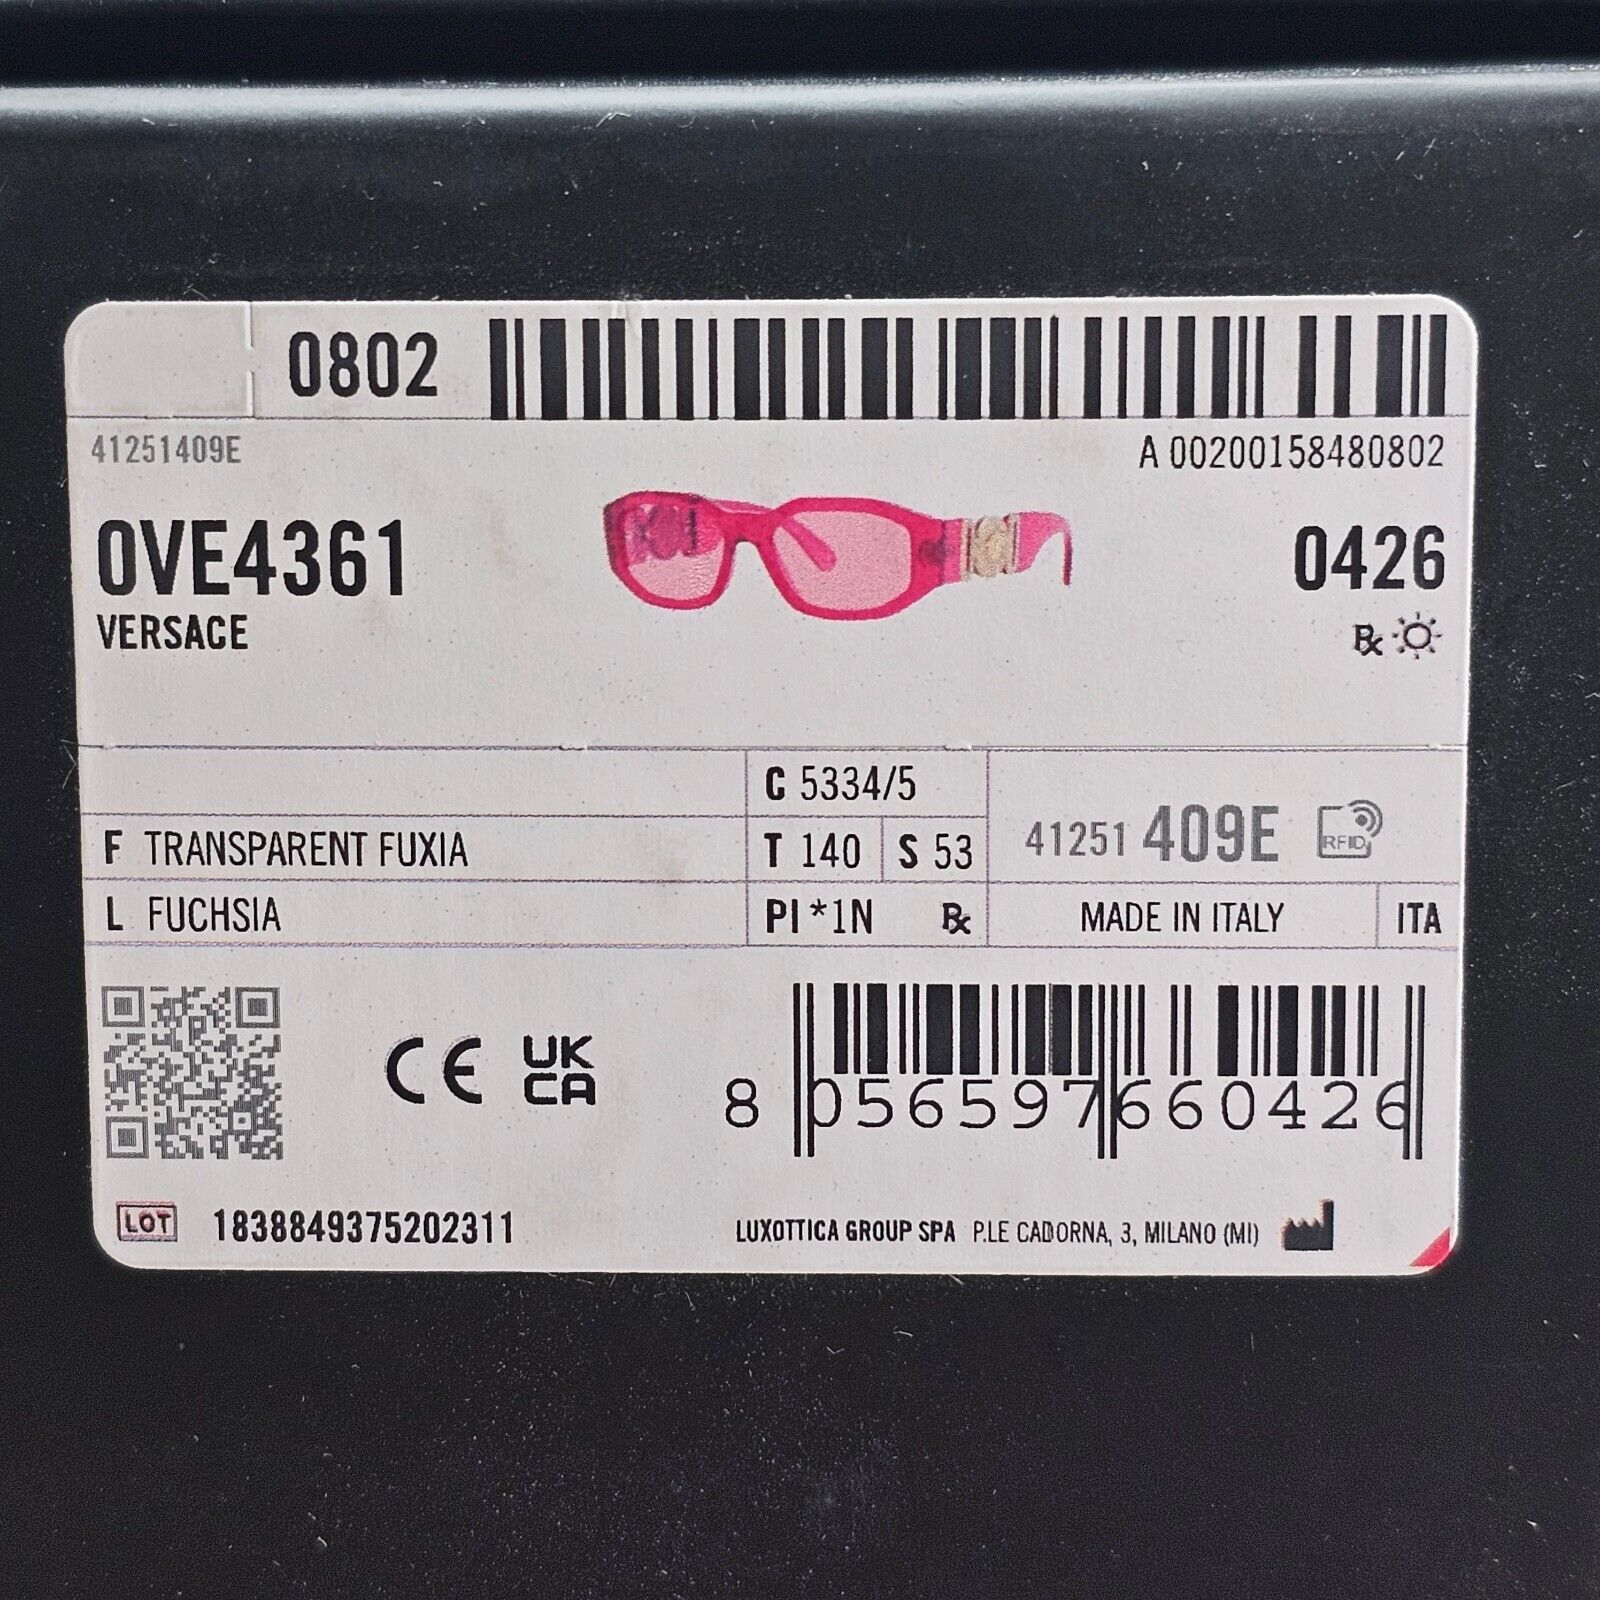 0802
41251409E
A 00200158480802
0VE4361
0426
VERSACE
Rx
C 5334/5
F TRANSPARENT FUXIA
T 140
S 53
41251 409E
RFID
L FUCHSIA
PI *1N Rx
MADE IN ITALY
ITA
CE
UK
CA
8 056597 660426
LOT
1838849375202311
LUXOTTICA GROUP SPA P.LE CADORNA, 3, MILANO (MI)